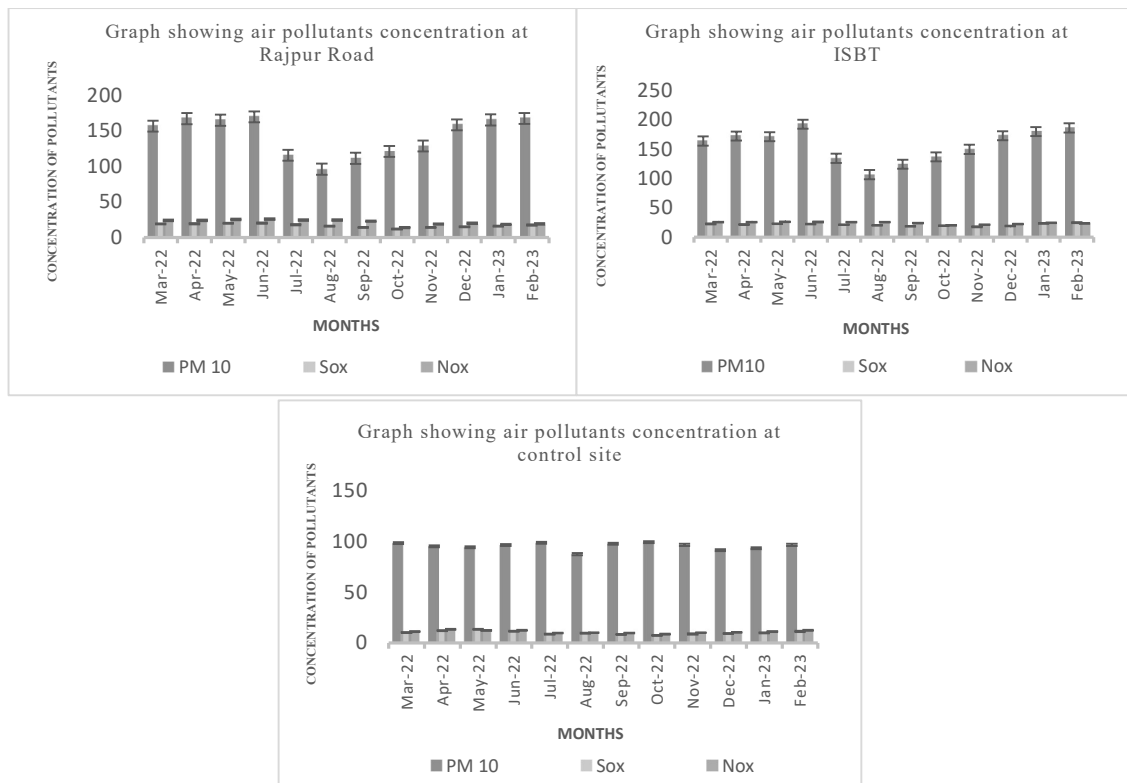 Graph showing air pollutants concentration at
Rajpur Road
CONCENTRATION OF POLLUTANTS
200
150
100
50
0
Mar-22
Apr-22
May-22
Jun-22
Jul-22
Aug-22
Sep-22
Oct-22
Nov-22
Dec-22
Jan-23
Feb-23
MONTHS
PM 10 Sox Nox
Graph showing air pollutants concentration at
ISBT
CONCENTRATION OF POLLUTANTS
250
200
150
100
50
0
Mar-22
Apr-22
May-22
Jun-22
Jul-22
Aug-22
Sep-22
Oct-22
Nov-22
Dec-22
Jan-23
Feb-23
MONTHS
PM10 Sox Nox
Graph showing air pollutants concentration at
control site
CONCENTRATION OF POLLUTANTS
150
100
50
0
Mar-22
Apr-22
May-22
Jun-22
Jul-22
Aug-22
Sep-22
Oct-22
Nov-22
Dec-22
Jan-23
Feb-23
MONTHS
PM 10 Sox Nox